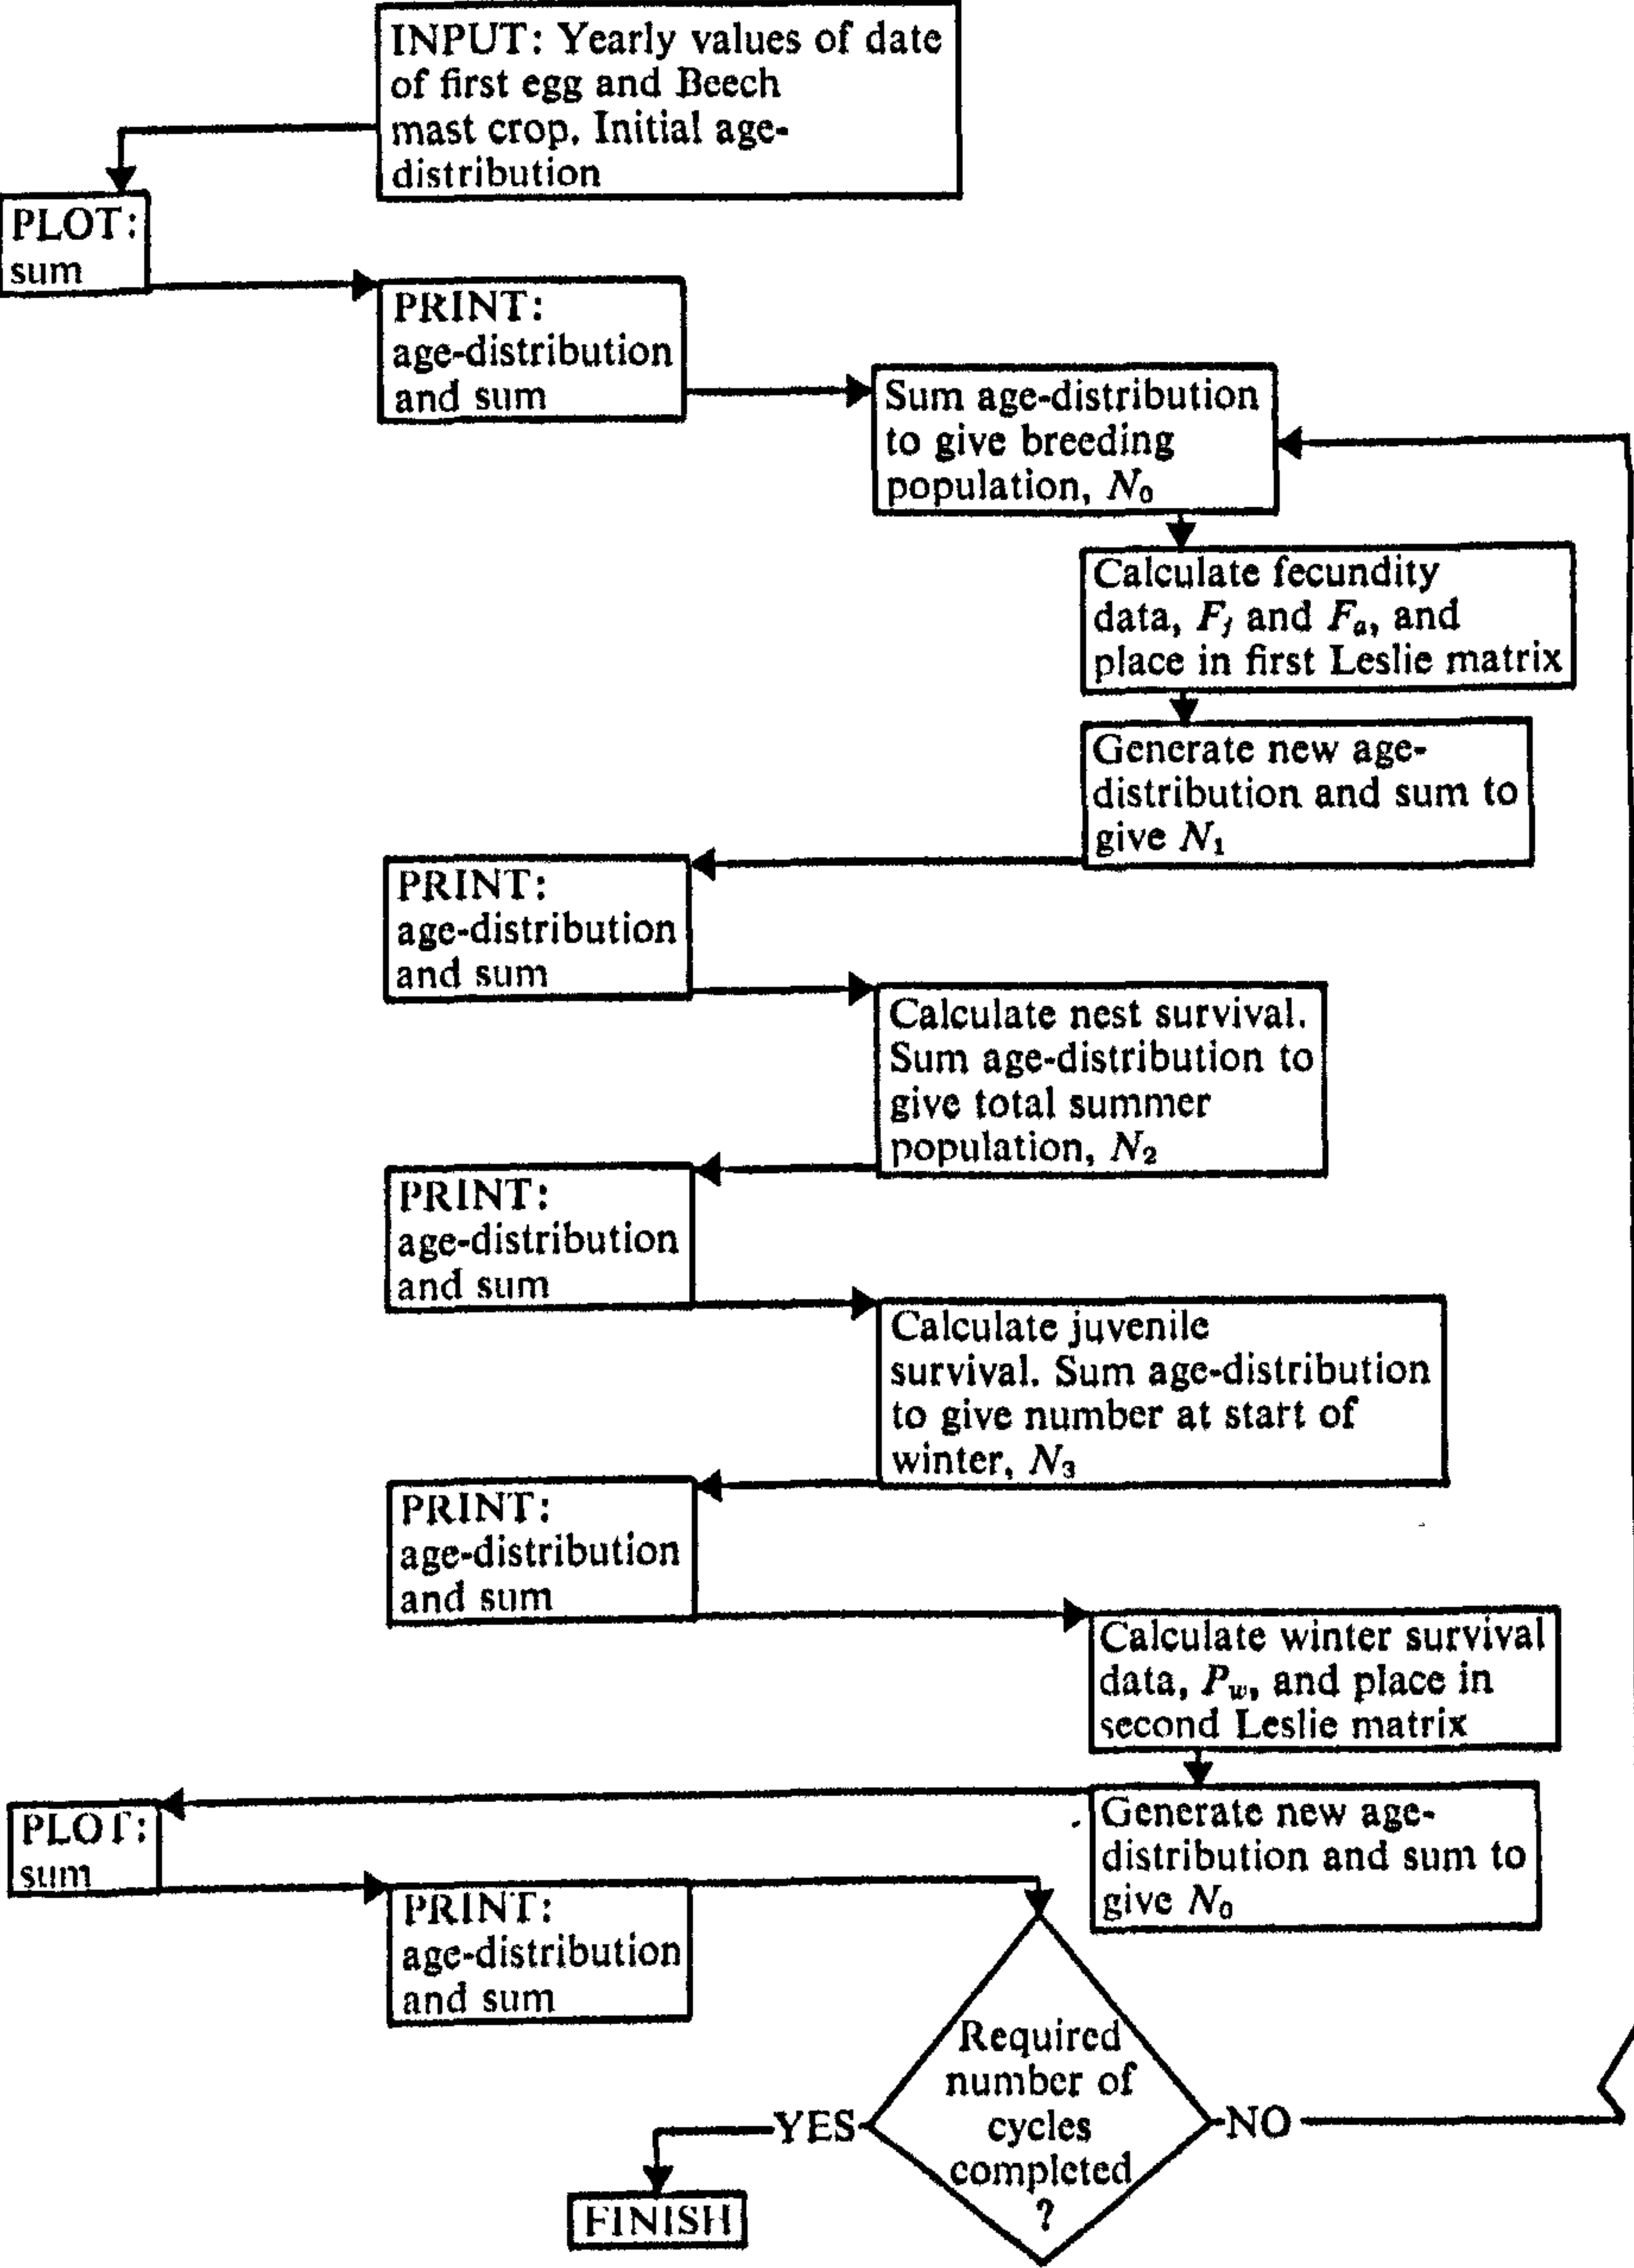 INPUT: Yearly values of date
of first egg and Beech
mast crop. Initial age-
distribution
PLOT:
sum
PRINT:
age-distribution
and sum
Sum age-distribution
to give breeding
population, N₀
Calculate fecundity
data, Fⱼ and Fₐ, and
place in first Leslie matrix
Generate new age-
distribution and sum to
give N₁
PRINT:
age-distribution
and sum
Calculate nest survival.
Sum age-distribution to
give total summer
population, N₂
PRINT:
age-distribution
and sum
Calculate juvenile
survival. Sum age-distribution
to give number at start of
winter, N₃
PRINT:
age-distribution
and sum
Calculate winter survival
data, P_w, and place in
second Leslie matrix
Generate new age-
distribution and sum to
give N₀
PLOT:
sum
PRINT:
age-distribution
and sum
Required
number of
cycles
completed
?
YES
NO
FINISH